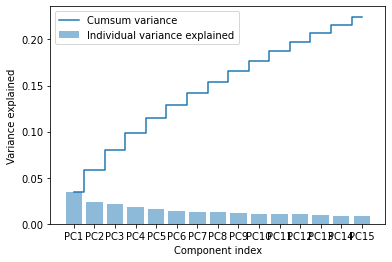 Cumsum variance
Individual variance explained
Variance explained
0.20
0.15
0.10
0.05
0.00
PC1 PC2 PC3 PC4 PC5 PC6 PC7 PC8 PC9 PC10 PC11 PC12 PC13 PC14 PC15
Component index